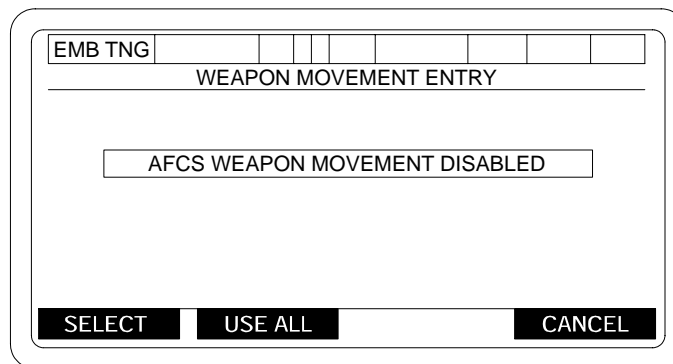 EMB TNG
WEAPON MOVEMENT ENTRY
AFCS WEAPON MOVEMENT DISABLED
SELECT USE ALL CANCEL